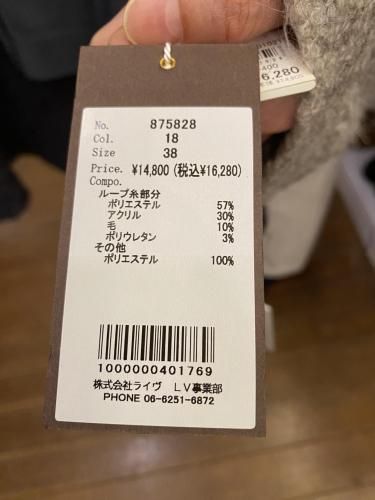 No. 875828
Col. 18
Size 38
Price. ¥14,800(税込¥16,280)
Compo.
ループ糸部分
ポリエステル 57%
アクリル 30%
毛 10%
ポリウレタン 3%
その他
ポリエステル 100%
1000000401769
株式会社ライヴ LV事業部
PHONE 06-6251-6872
6,280